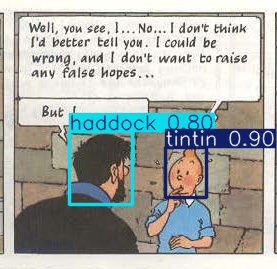 Well, you see, I... No... I don't think
I'd better tell you. I could be
wrong, and I don't want to raise
any false hopes...
But I
haddock 0.80
tintin 0.90